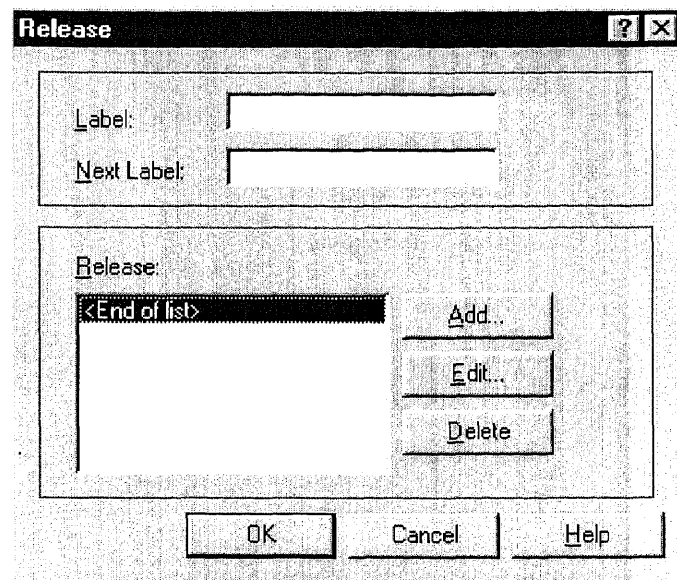 Release ? ×
Label:
Next Label:
Release:
<End of list>
Add...
Edit...
Delete
OK Cancel Help